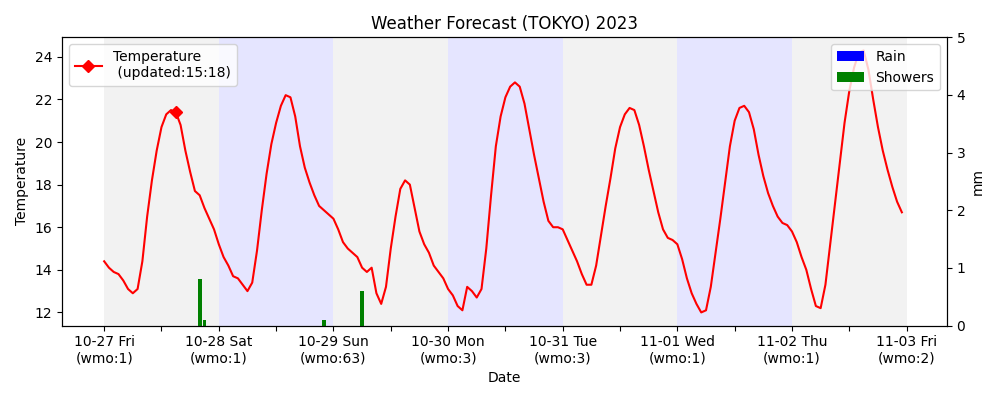 Weather Forecast (TOKYO) 2023
Temperature
(updated:15:18)
Rain
Showers
24
22
20
18
16
14
12
Temperature
5
4
3
2
1
0
mm
10-27 Fri
(wmo:1)
10-28 Sat
(wmo:1)
10-29 Sun
(wmo:63)
10-30 Mon
(wmo:3)
10-31 Tue
(wmo:3)
11-01 Wed
(wmo:1)
11-02 Thu
(wmo:1)
11-03 Fri
(wmo:2)
Date